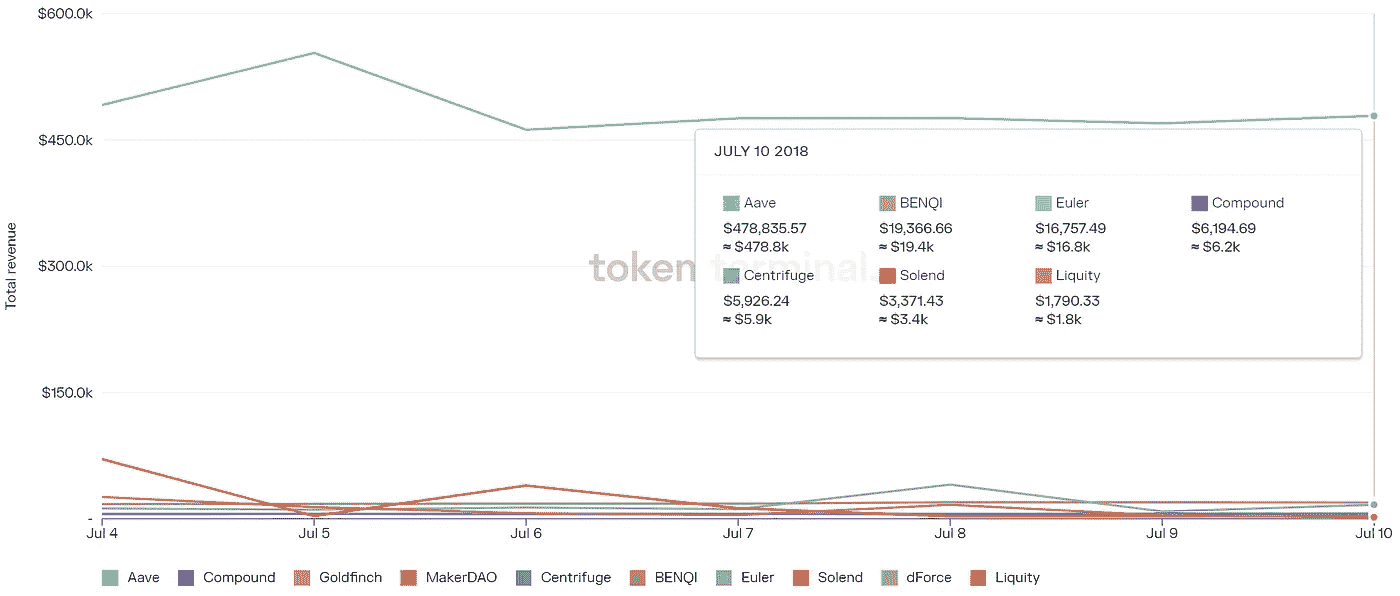 $600.0k
$450.0k
$300.0k
$150.0k
-
Total revenue
token terminal
JULY 10 2018
Aave BENQI Euler Compound
$478,835.57 $19,366.66 $16,757.49 $6,194.69
≈ $478.8k ≈ $19.4k ≈ $16.8k ≈ $6.2k
Centrifuge Solend Liquity
$5,926.24 $3,371.43 $1,790.33
≈ $5.9k ≈ $3.4k ≈ $1.8k
Jul 4 Jul 5 Jul 6 Jul 7 Jul 8 Jul 9 Jul 10
Aave Compound Goldfinch MakerDAO Centrifuge BENQI Euler Solend dForce Liquity